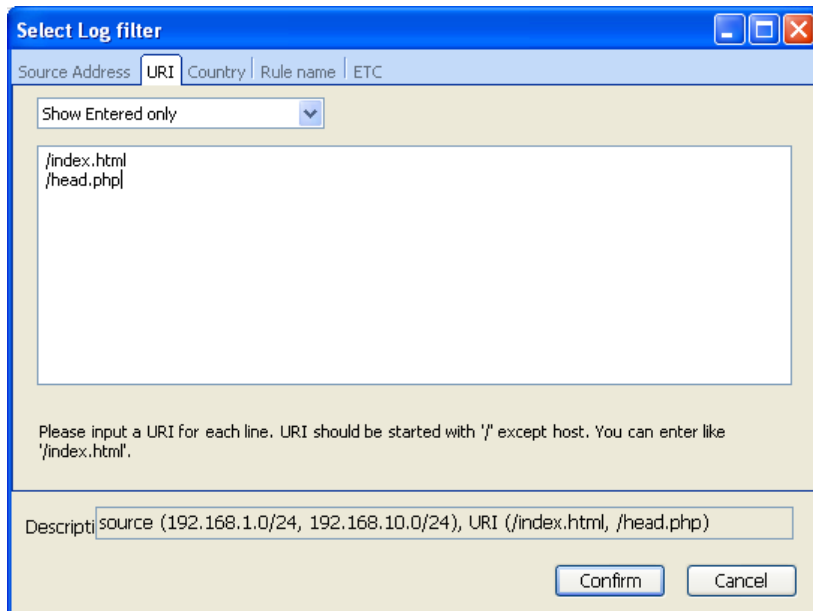 Select Log filter
Source Address URI Country Rule name ETC
Show Entered only
/index.html
/head.php
Please input a URI for each line. URI should be started with '/' except host. You can enter like
'/index.html'.
Descripti source (192.168.1.0/24, 192.168.10.0/24), URI (/index.html, /head.php)
Confirm Cancel